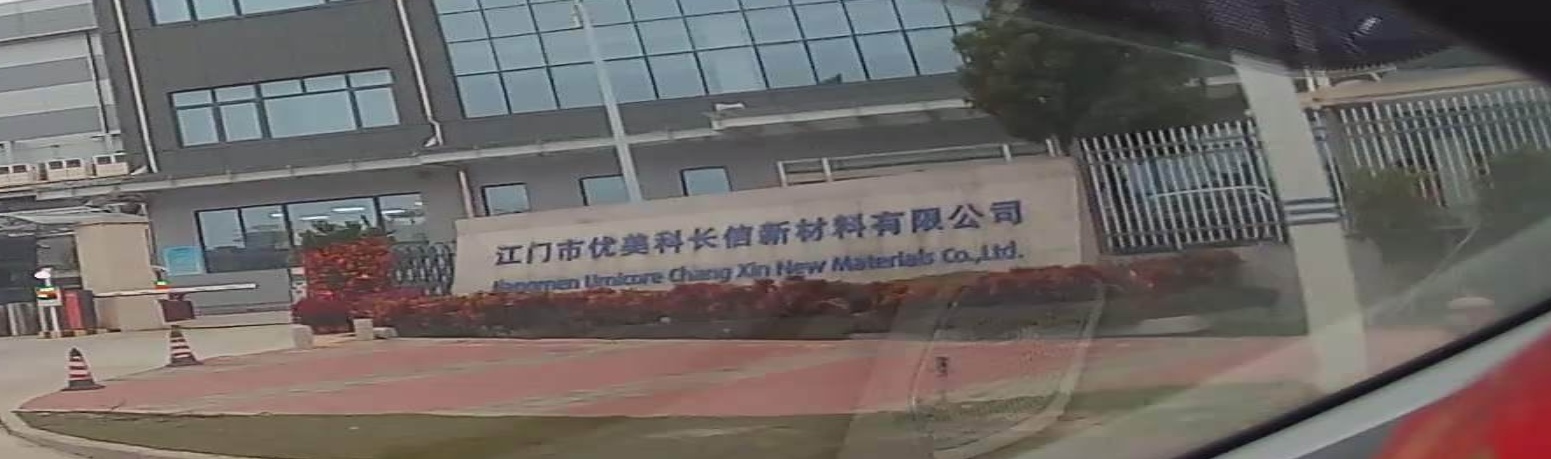 江门市优美科长信新材料有限公司
Jiangmen Umicore Chang Xin New Materials Co.,Ltd.